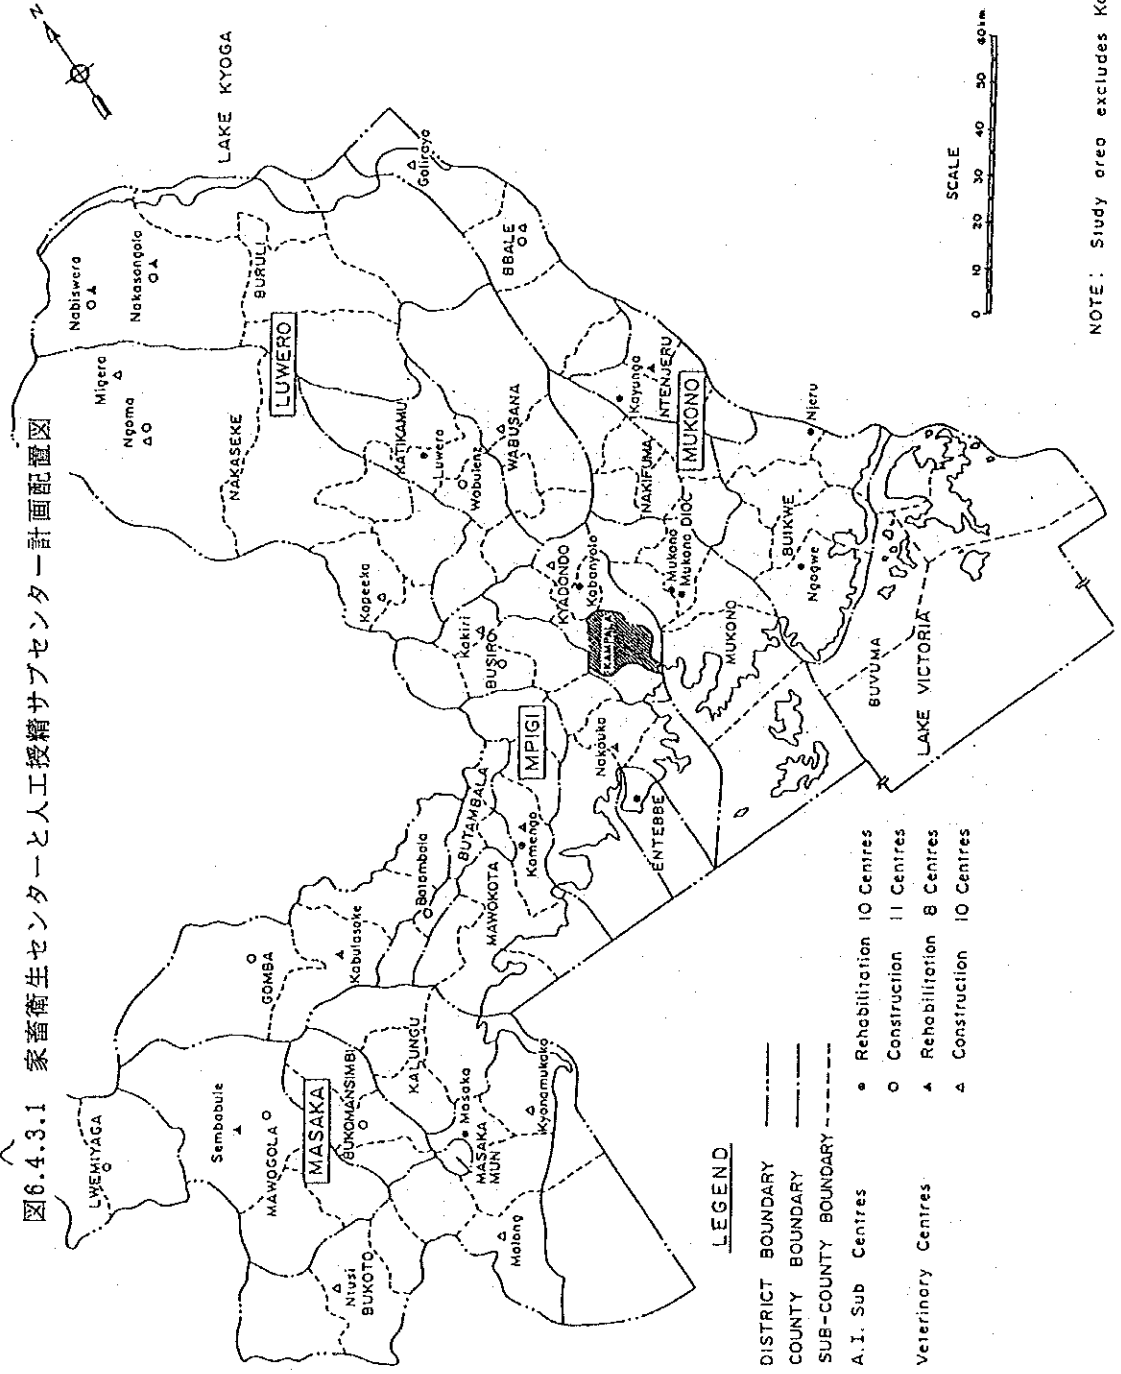 図6.4.3.1 家畜衛生センターと人工授精サブセンター計画配置図
N
LAKE KYOGA
Nabiswera
Nakasongola
Migera
Ngoma
BURULI
LUWERO
NAKASEKE
Galiraya
BBALE
KATIKAMU
Luwero
Wobulenz
WABUSANA
Kapeeka
Kayunga
NTENJERU
MUKONO
NAKIFUMA
Njeru
KYADONDO
Kabanyolo
Mukono
Mukono DIOC
BUIKWE
Ngogwe
Kakiri
BUSIRO
KAMPALA
MUKONO
MPIGI
Nakauka
BUVUMA
LAKE VICTORIA
ENTEBBE
BUTAMBALA
Batambala
Kamengo
MAWOKOTA
GOMBA
Kabulasoke
LWEMIYAGA
Sembabule
MAWOGOLA
MASAKA
BUKOMANSIMBI
KALUNGU
Masaka
MASAKA
MUN
Kyanamukako
Ntusi
BUKOTO
Malong
SCALE
0 10 20 30 40 50 60km
NOTE : Study area excludes
LEGEND
DISTRICT BOUNDARY
COUNTY BOUNDARY
SUB-COUNTY BOUNDARY
A.I. Sub Centres
Rehabilitation 10 Centres
Construction 11 Centres
Veterinary Centres
Rehabilitation 8 Centres
Construction 10 Centres